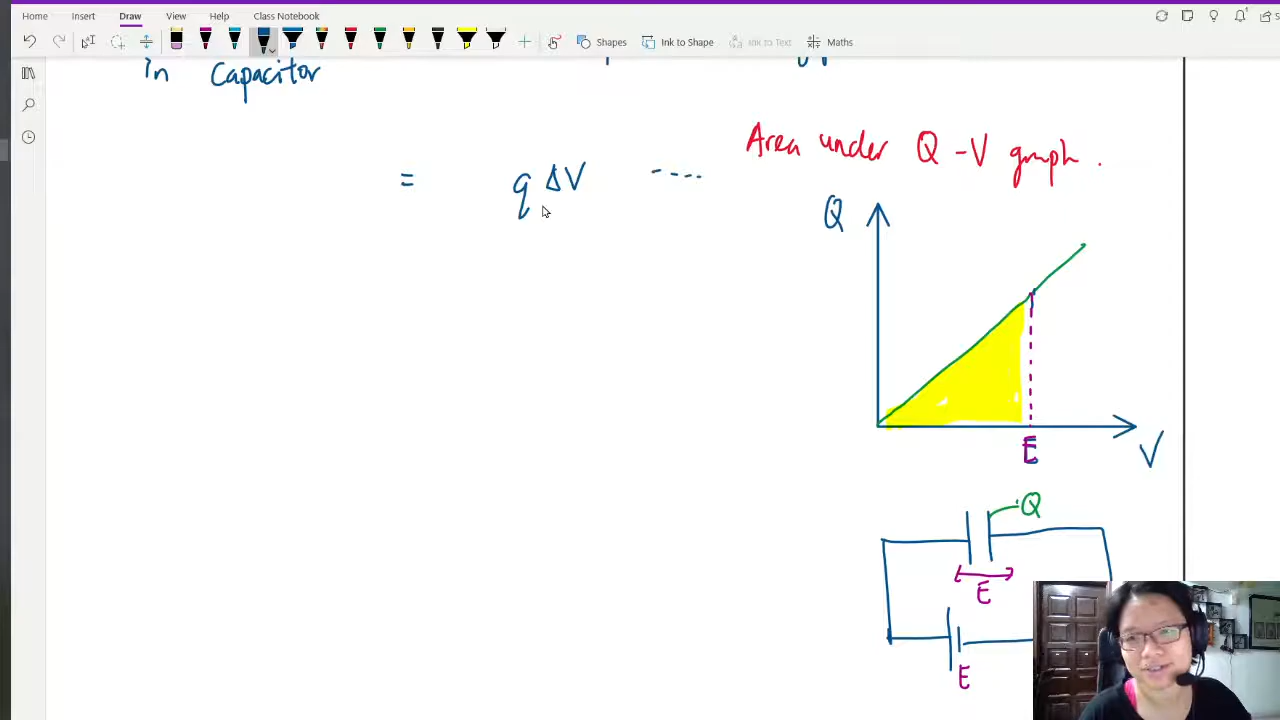 Home Insert Draw View Help Class Notebook
Shapes Ink to Shape Ink to Text Maths
in Capacitor
Area under Q - V graph.
= q ΔV ----
Q
E
V
Q
E
E